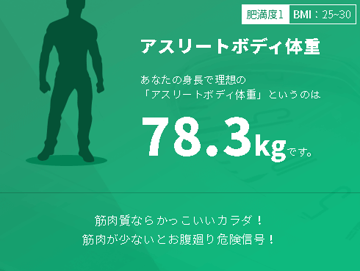 肥満度1 BMI：25~30
アスリートボディ体重
あなたの身長で理想の
「アスリートボディ体重」というのは
78.3kgです。
筋肉質ならかっこいいカラダ！
筋肉が少ないとお腹廻り危険信号！